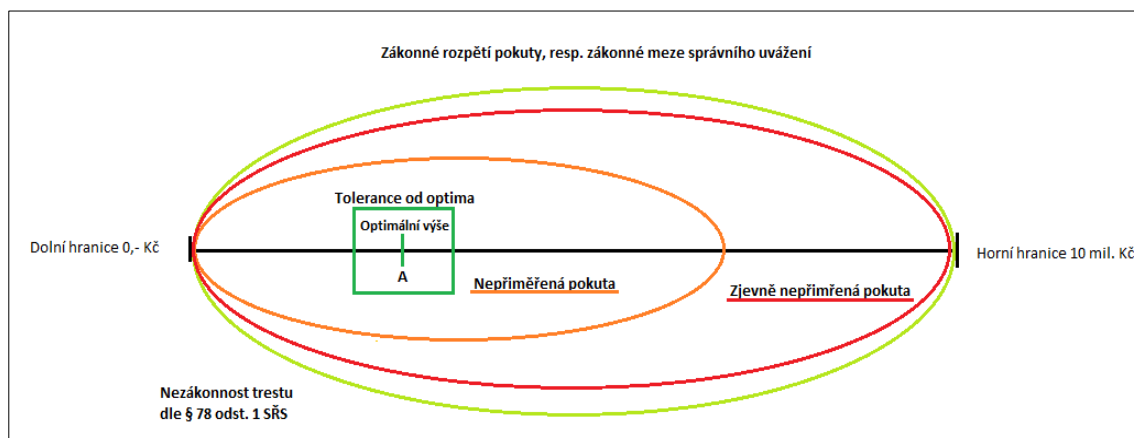 Zákonné rozpětí pokuty, resp. zákonné meze správního uvážení
Tolerance od optima
Optimální výše
Dolní hranice 0,- Kč
Horní hranice 10 mil. Kč
A
Nepřiměřená pokuta
Zjevně nepřimřená pokuta
Nezákonnost trestu
dle § 78 odst. 1 SŘS